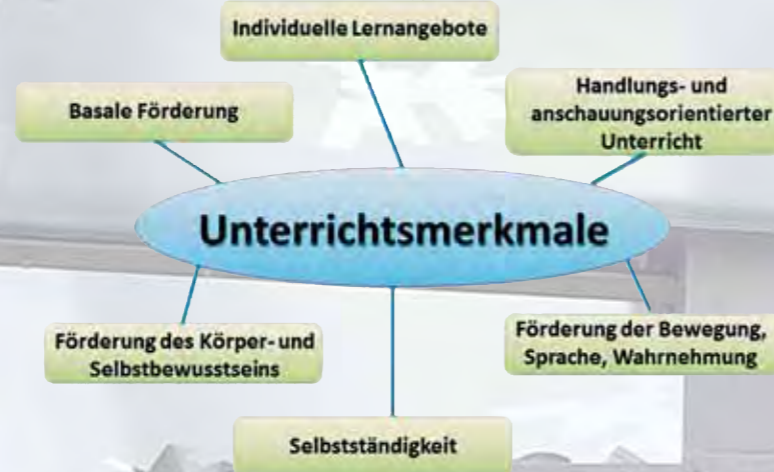 Individuelle Lernangebote
Basale Förderung
Handlungs- und
anschauungsorientierter
Unterricht
Unterrichtsmerkmale
Förderung des Körper- und
Selbstbewusstseins
Förderung der Bewegung,
Sprache, Wahrnehmung
Selbstständigkeit